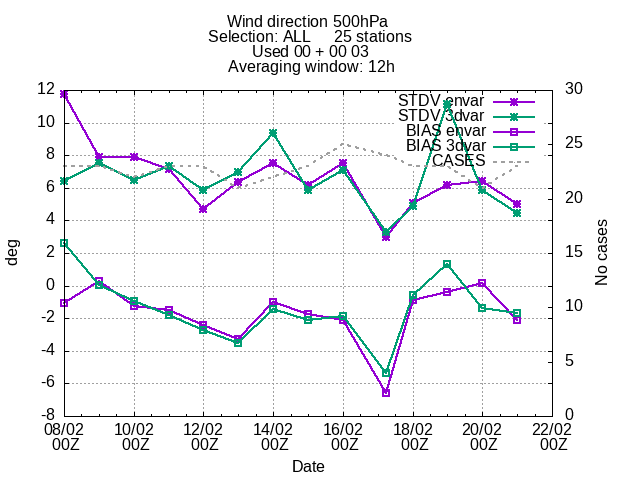 Wind direction 500hPa
Selection: ALL 25 stations
Used 00 + 00 03
Averaging window: 12h
STDV envar
STDV 3dvar
BIAS envar
BIAS 3dvar
CASES
deg
12
10
8
6
4
2
0
-2
-4
-6
-8
No cases
30
25
20
15
10
5
0
08/02 10/02 12/02 14/02 16/02 18/02 20/02 22/02
00Z 00Z 00Z 00Z 00Z 00Z 00Z 00Z
Date